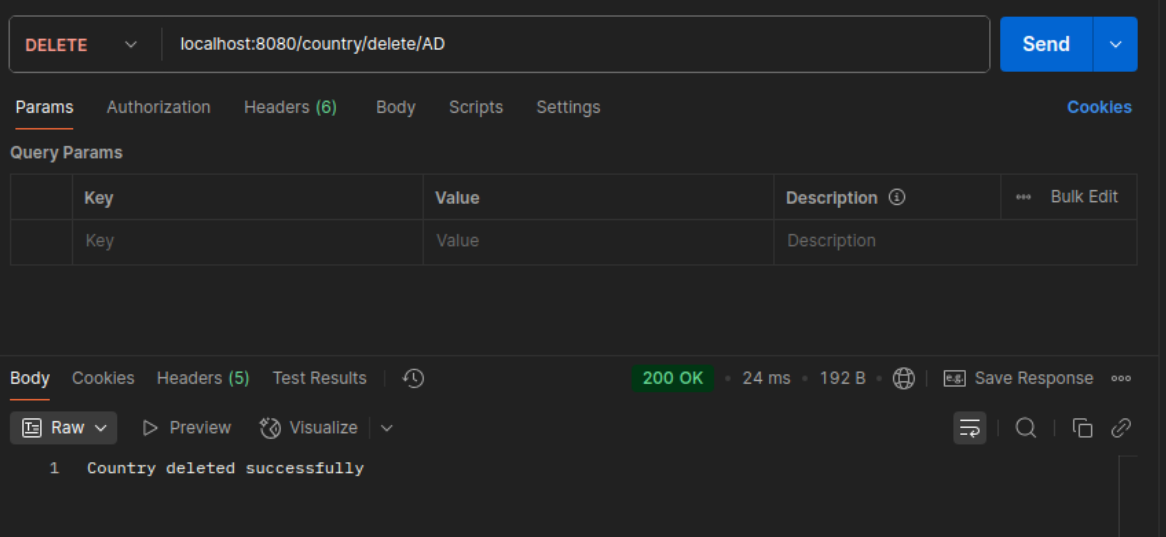 DELETE localhost:8080/country/delete/AD Send
Params Authorization Headers (6) Body Scripts Settings Cookies
Query Params
Key Value Description ooo Bulk Edit
Key Value Description
Body Cookies Headers (5) Test Results 200 OK • 24 ms • 192 B • e.g. Save Response ooo
Raw Preview Visualize
1 Country deleted successfully